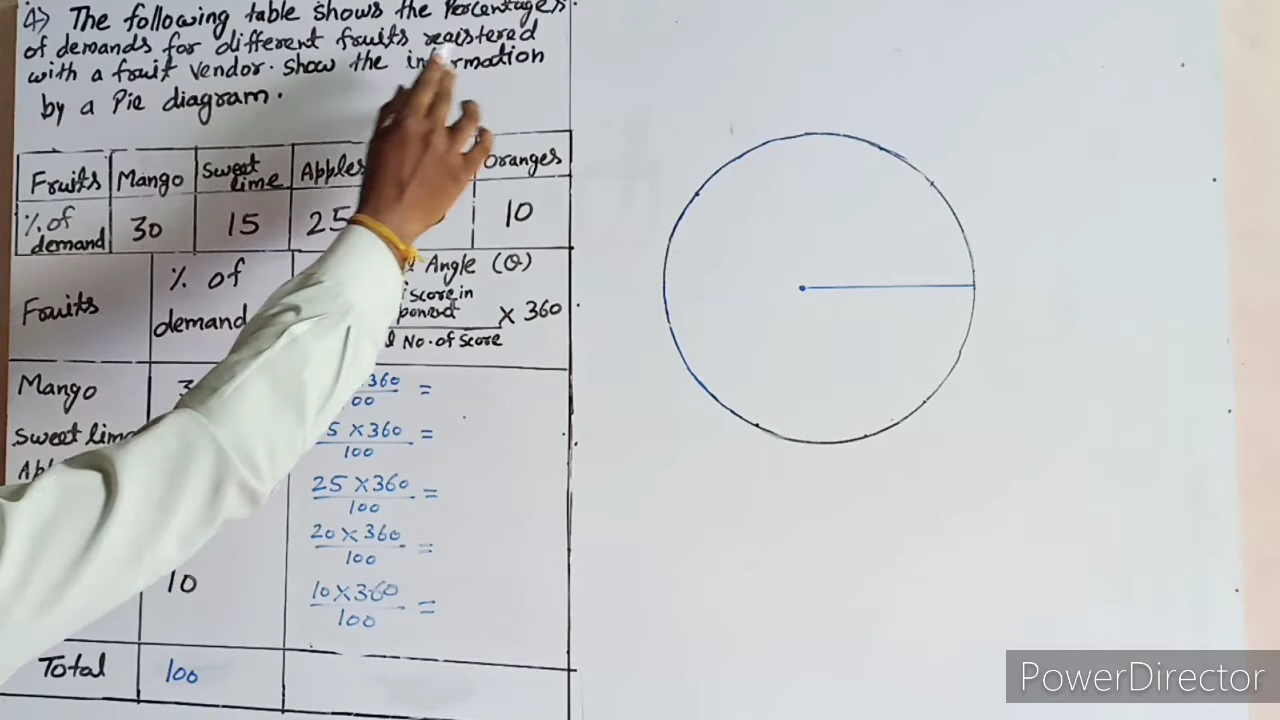 4) The following table shows the Percentages
of demands for different fruits registered
with a fruit vendor. Show the information
by a Pie diagram.
Fruits Mango Sweet lime Apples Oranges
% of demand 30 15 25 10
Fruits % of demand Angle (θ)
score in × 360
No. of score
Mango 360 =
100
Sweet lime 5 × 360 =
100
25 × 360 =
100
20 × 360 =
100
10 10 × 360 =
100
Total 100
PowerDirector